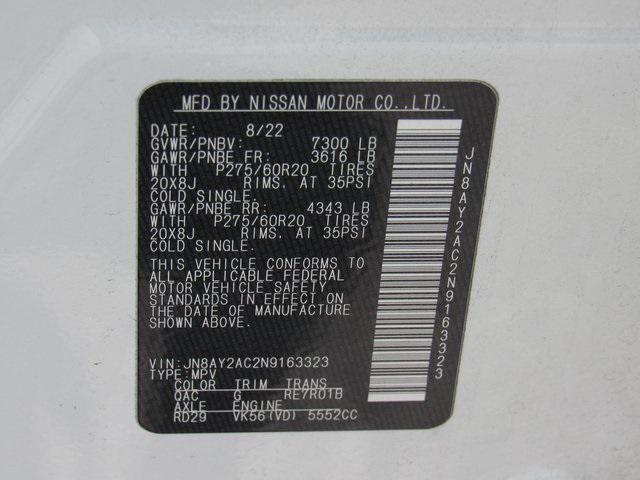 MFD BY NISSAN MOTOR CO.,LTD.
DATE: 8/22
GVWR/PNBV: 7300 LB
GAWR/PNBE FR: 3616 LB
WITH P275/60R20 TIRES
20X8J RIMS, AT 35PSI
COLD SINGLE.
GAWR/PNBE RR: 4343 LB
WITH P275/60R20 TIRES
20X8J RIMS, AT 35PSI
COLD SINGLE.
THIS VEHICLE CONFORMS TO
ALL APPLICABLE FEDERAL
MOTOR VEHICLE SAFETY
STANDARDS IN EFFECT ON
THE DATE OF MANUFACTURE
SHOWN ABOVE.
VIN:JN8AY2AC2N9163323
TYPE:MPV
COLOR TRIM TRANS
QAC G RE7R01B
AXLE ENGINE
RD29 VK56(VD) 5552CC
JN8AY2AC2N9163323